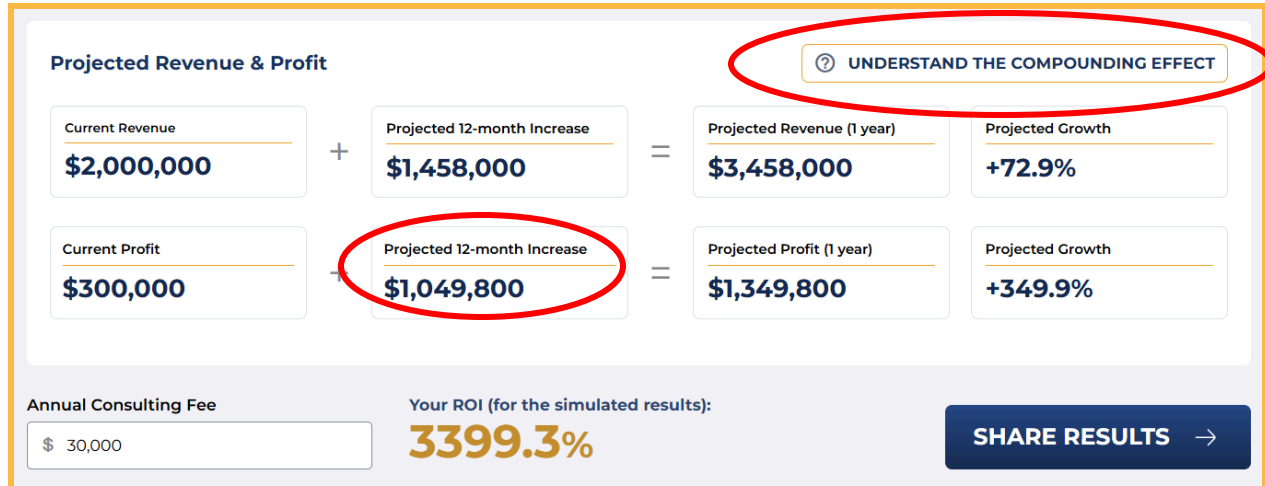 Projected Revenue & Profit
UNDERSTAND THE COMPOUNDING EFFECT
Current Revenue
$2,000,000
+
Projected 12-month Increase
$1,458,000
=
Projected Revenue (1 year)
$3,458,000
Projected Growth
+72.9%
Current Profit
$300,000
+
Projected 12-month Increase
$1,049,800
=
Projected Profit (1 year)
$1,349,800
Projected Growth
+349.9%
Annual Consulting Fee
$ 30,000
Your ROI (for the simulated results):
3399.3%
SHARE RESULTS →